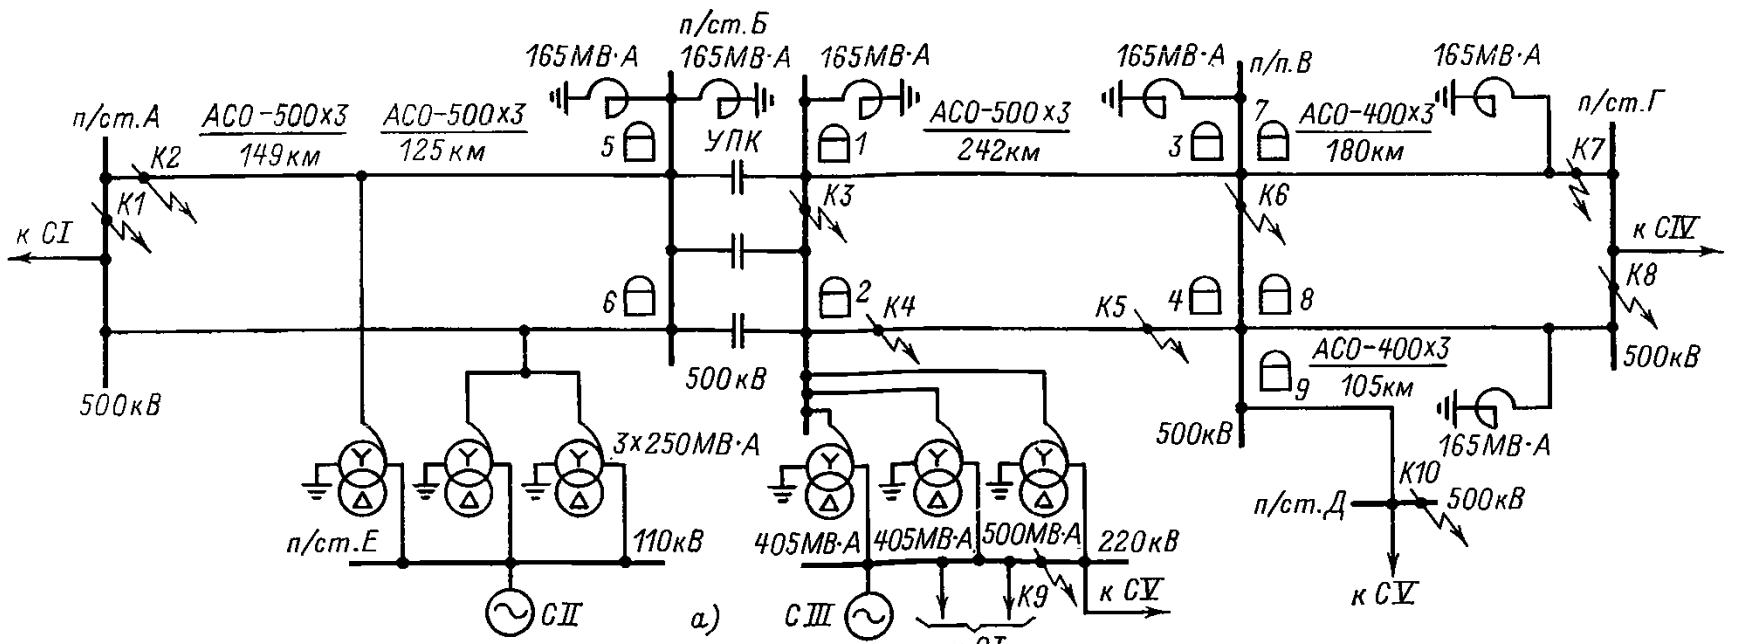 п/ст.Б
165МВ·А 165МВ·А 165МВ·А 165МВ·А п/п.В 165МВ·А
п/ст.А АСО-500х3 АСО-500х3 АСО-500х3 7 АСО-400х3 п/ст.Г
149км 125км 5 УПК 1 242км 3 180км
К2 К7
К1 К3 К6
к СI к СIV
6 2 К4 К5 4 8 К8
500кВ 500кВ АСО-400х3 500кВ
9 105км
3х250МВ·А 500кВ 165МВ·А
К10
п/ст.Д 500кВ
п/ст.Е 110кВ 405МВ·А 405МВ·А 500МВ·А 220кВ
К9 к СV к СV
СII а) СIII